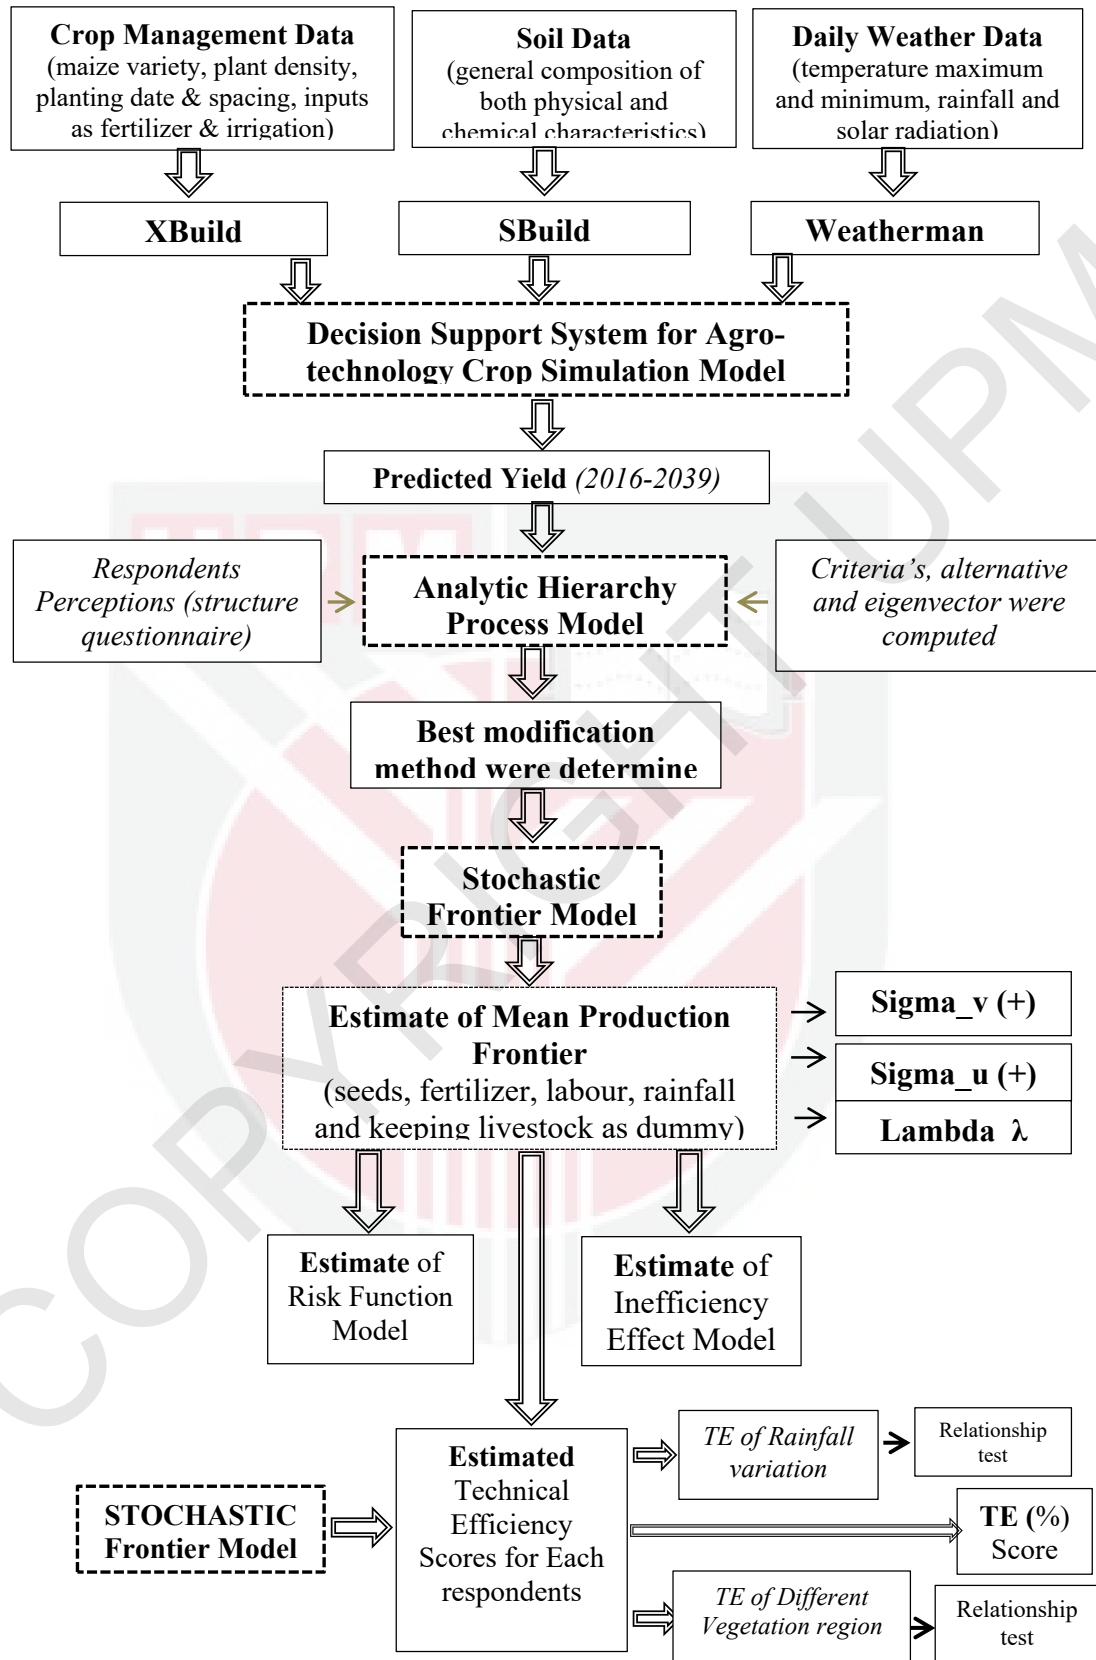 Crop Management Data
(maize variety, plant density,
planting date & spacing, inputs
as fertilizer & irrigation)
Soil Data
(general composition of
both physical and
chemical characteristics)
Daily Weather Data
(temperature maximum
and minimum, rainfall and
solar radiation)
XBuild
SBuild
Weatherman
Decision Support System for Agro-
technology Crop Simulation Model
Predicted Yield (2016-2039)
Respondents
Perceptions (structure
questionnaire)
Analytic Hierarchy
Process Model
Criteria's, alternative
and eigenvector were
computed
Best modification
method were determine
Stochastic
Frontier Model
Estimate of Mean Production
Frontier
(seeds, fertilizer, labour, rainfall
and keeping livestock as dummy)
Sigma_v (+)
Sigma_u (+)
Lambda λ
Estimate of
Risk Function
Model
Estimate of
Inefficiency
Effect Model
STOCHASTIC
Frontier Model
Estimated
Technical
Efficiency
Scores for Each
respondents
TE of Rainfall
variation
Relationship
test
TE (%)
Score
TE of Different
Vegetation region
Relationship
test
COPYRIGHT UPM